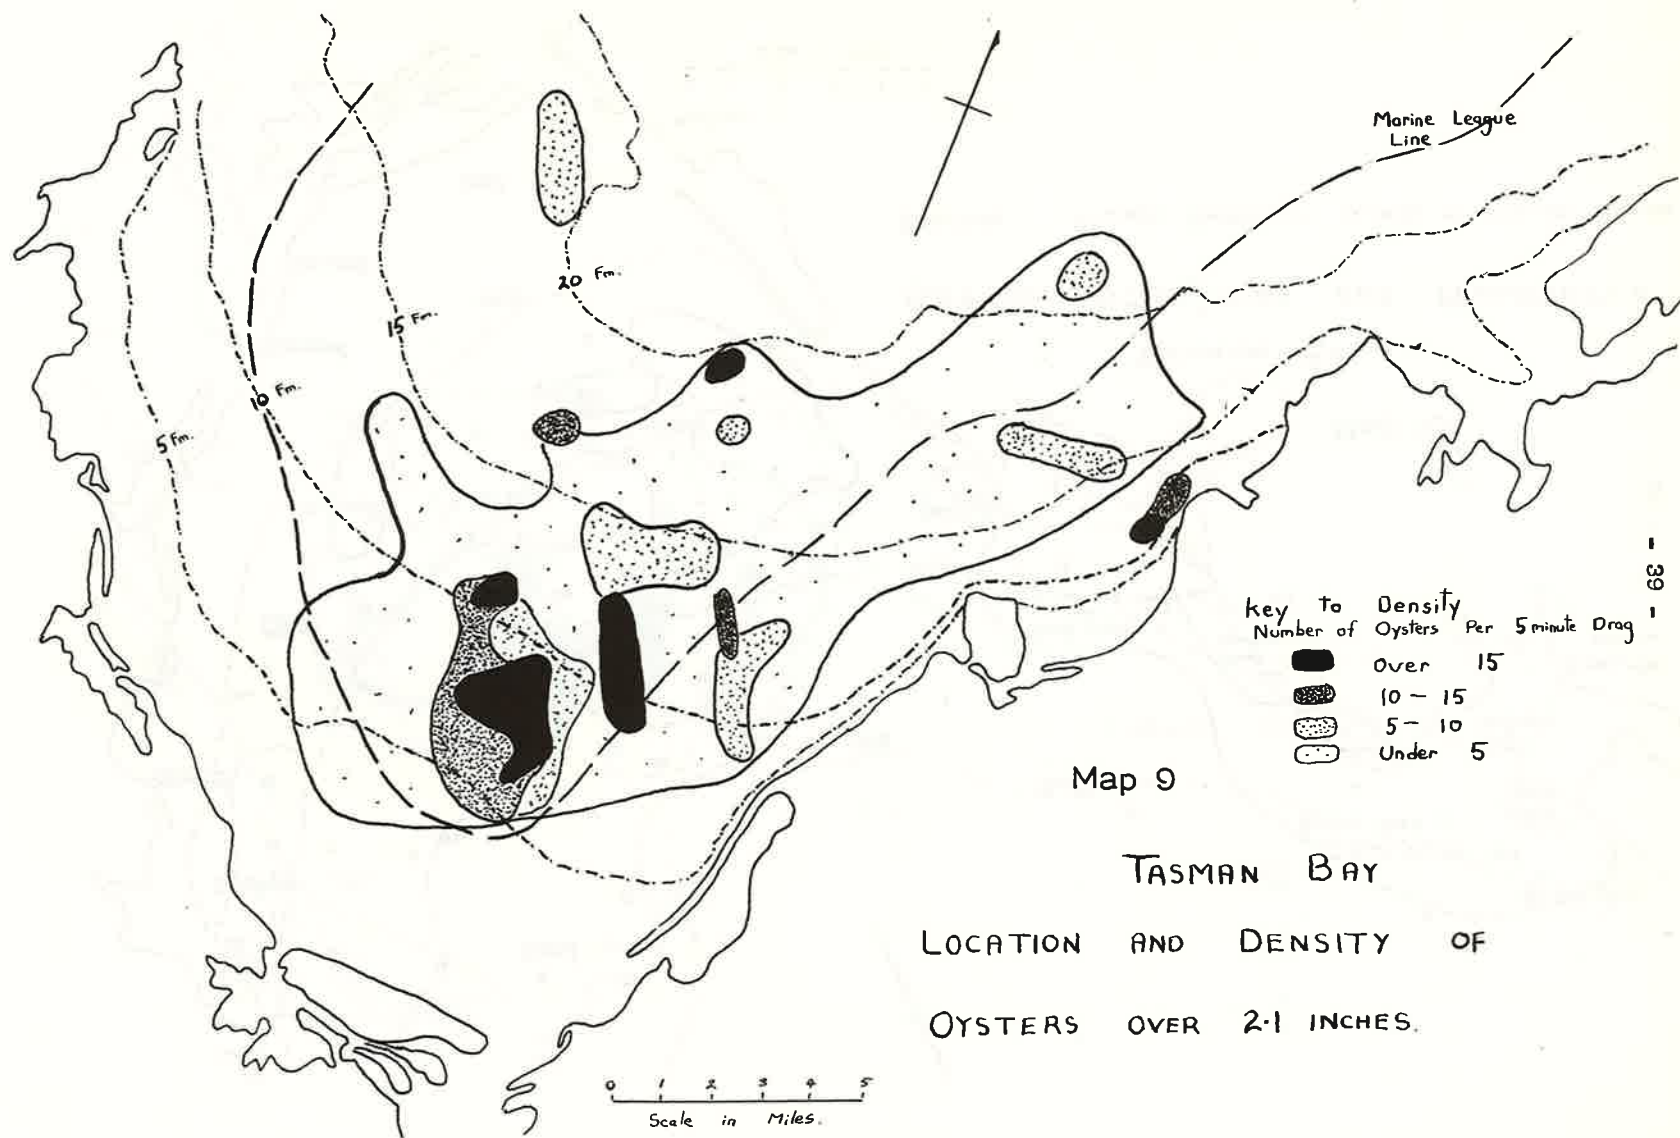 Marine League
Line
20 Fm.
15 Fm.
10 Fm.
5 Fm.
- 39 -
Key to Density
Number of Oysters Per 5 minute Drag
Over 15
10 - 15
5 - 10
Under 5
Map 9
TASMAN BAY
LOCATION AND DENSITY OF
OYSTERS OVER 2·1 INCHES.
0 1 2 3 4 5
Scale in Miles.